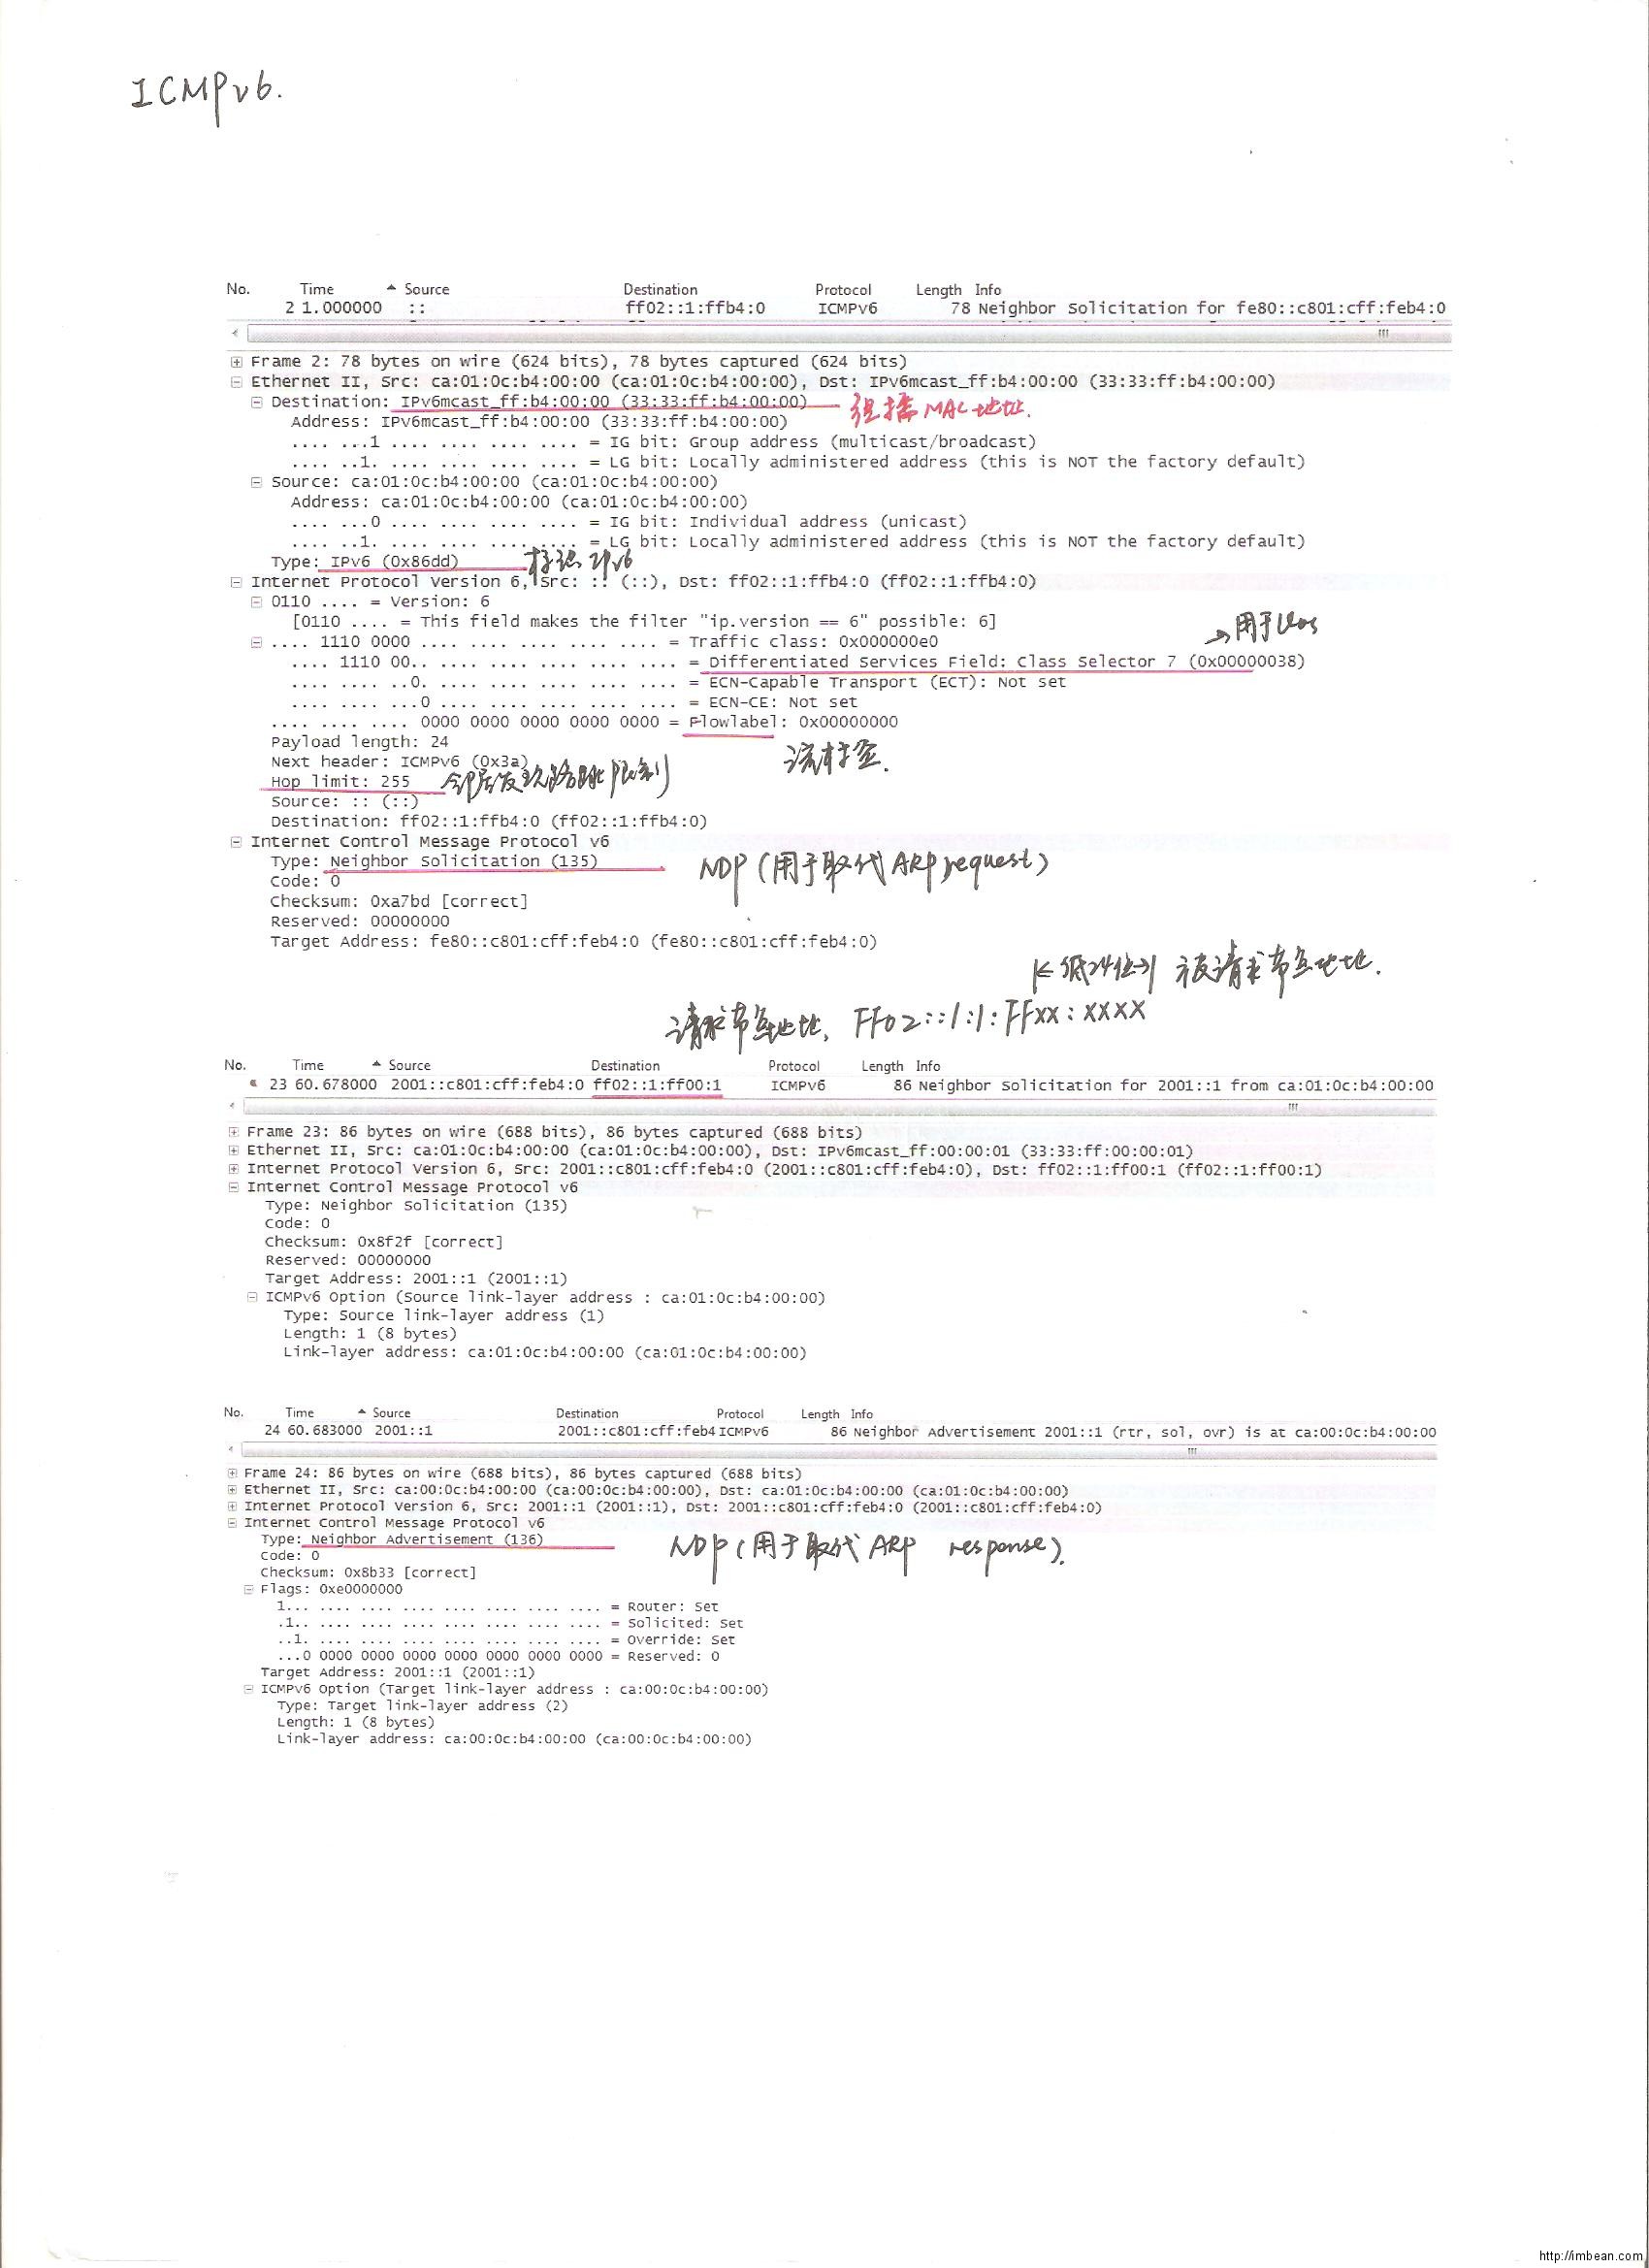 ICMPv6.
No. Time Source Destination Protocol Length Info
2 1.000000 :: ff02::1:ffb4:0 ICMPv6 78 Neighbor Solicitation for fe80::c801:cff:feb4:0
Frame 2: 78 bytes on wire (624 bits), 78 bytes captured (624 bits)
Ethernet II, Src: ca:01:0c:b4:00:00 (ca:01:0c:b4:00:00), Dst: IPv6mcast_ff:b4:00:00 (33:33:ff:b4:00:00)
Destination: IPv6mcast_ff:b4:00:00 (33:33:ff:b4:00:00) 组播MAC地址.
Address: IPv6mcast_ff:b4:00:00 (33:33:ff:b4:00:00)
.... ...1 .... .... .... .... = IG bit: Group address (multicast/broadcast)
.... ..1. .... .... .... .... = LG bit: Locally administered address (this is NOT the factory default)
Source: ca:01:0c:b4:00:00 (ca:01:0c:b4:00:00)
Address: ca:01:0c:b4:00:00 (ca:01:0c:b4:00:00)
.... ...0 .... .... .... .... = IG bit: Individual address (unicast)
.... ..1. .... .... .... .... = LG bit: Locally administered address (this is NOT the factory default)
Type: IPv6 (0x86dd) 标识IPv6
Internet Protocol Version 6, Src: :: (::), Dst: ff02::1:ffb4:0 (ff02::1:ffb4:0)
0110 .... = Version: 6
[0110 .... = This field makes the filter "ip.version == 6" possible: 6]
→用于Qos
.... 1110 0000 .... .... .... .... .... = Traffic class: 0x000000e0
.... 1110 00.. .... .... .... .... .... = Differentiated Services Field: Class Selector 7 (0x00000038)
.... .... ..0. .... .... .... .... .... = ECN-Capable Transport (ECT): Not set
.... .... ...0 .... .... .... .... .... = ECN-CE: Not set
.... .... .... 0000 0000 0000 0000 0000 = Flowlabel: 0x00000000
Payload length: 24 流标签.
Next header: ICMPv6 (0x3a)
Hop limit: 255 邻居发现跳限制
Source: :: (::)
Destination: ff02::1:ffb4:0 (ff02::1:ffb4:0)
Internet Control Message Protocol v6
Type: Neighbor Solicitation (135) NDP(用于取代ARP request)
Code: 0
Checksum: 0xa7bd [correct]
Reserved: 00000000
Target Address: fe80::c801:cff:feb4:0 (fe80::c801:cff:feb4:0)
|←低24位→| 被请求节点地址.
请求节点地址, FF02::1:1:FFXX:XXXX
No. Time Source Destination Protocol Length Info
23 60.678000 2001::c801:cff:feb4:0 ff02::1:ff00:1 ICMPv6 86 Neighbor Solicitation for 2001::1 from ca:01:0c:b4:00:00
Frame 23: 86 bytes on wire (688 bits), 86 bytes captured (688 bits)
Ethernet II, Src: ca:01:0c:b4:00:00 (ca:01:0c:b4:00:00), Dst: IPv6mcast_ff:00:00:01 (33:33:ff:00:00:01)
Internet Protocol Version 6, Src: 2001::c801:cff:feb4:0 (2001::c801:cff:feb4:0), Dst: ff02::1:ff00:1 (ff02::1:ff00:1)
Internet Control Message Protocol v6
Type: Neighbor Solicitation (135)
Code: 0
Checksum: 0x8f2f [correct]
Reserved: 00000000
Target Address: 2001::1 (2001::1)
ICMPv6 Option (Source link-layer address : ca:01:0c:b4:00:00)
Type: Source link-layer address (1)
Length: 1 (8 bytes)
Link-layer address: ca:01:0c:b4:00:00 (ca:01:0c:b4:00:00)
No. Time Source Destination Protocol Length Info
24 60.683000 2001::1 2001::c801:cff:feb4 ICMPv6 86 Neighbor Advertisement 2001::1 (rtr, sol, ovr) is at ca:00:0c:b4:00:00
Frame 24: 86 bytes on wire (688 bits), 86 bytes captured (688 bits)
Ethernet II, Src: ca:00:0c:b4:00:00 (ca:00:0c:b4:00:00), Dst: ca:01:0c:b4:00:00 (ca:01:0c:b4:00:00)
Internet Protocol Version 6, Src: 2001::1 (2001::1), Dst: 2001::c801:cff:feb4:0 (2001::c801:cff:feb4:0)
Internet Control Message Protocol v6
Type: Neighbor Advertisement (136) NDP(用于取代ARP response).
Code: 0
Checksum: 0x8b33 [correct]
Flags: 0xe0000000
1... .... .... .... .... .... .... .... = Router: Set
.1.. .... .... .... .... .... .... .... = Solicited: Set
..1. .... .... .... .... .... .... .... = Override: Set
...0 0000 0000 0000 0000 0000 0000 0000 = Reserved: 0
Target Address: 2001::1 (2001::1)
ICMPv6 Option (Target link-layer address : ca:00:0c:b4:00:00)
Type: Target link-layer address (2)
Length: 1 (8 bytes)
Link-layer address: ca:00:0c:b4:00:00 (ca:00:0c:b4:00:00)
http://imbean.com